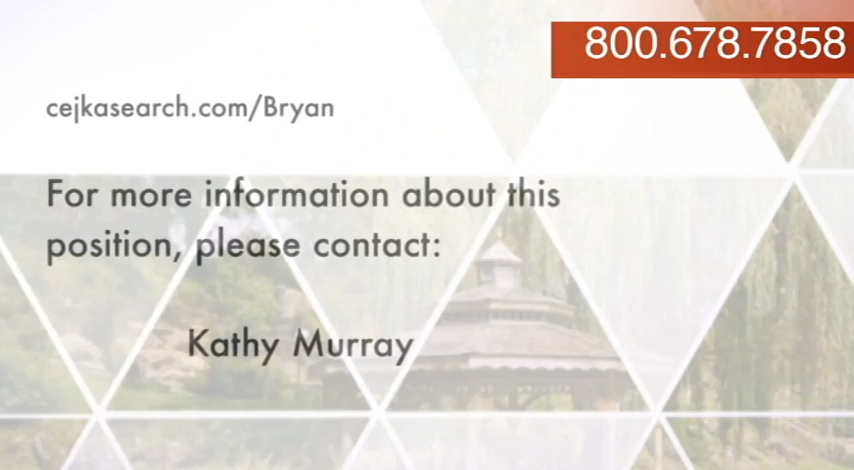 800.678.7858
cejkasearch.com/Bryan
For more information about this
position, please contact:
Kathy Murray